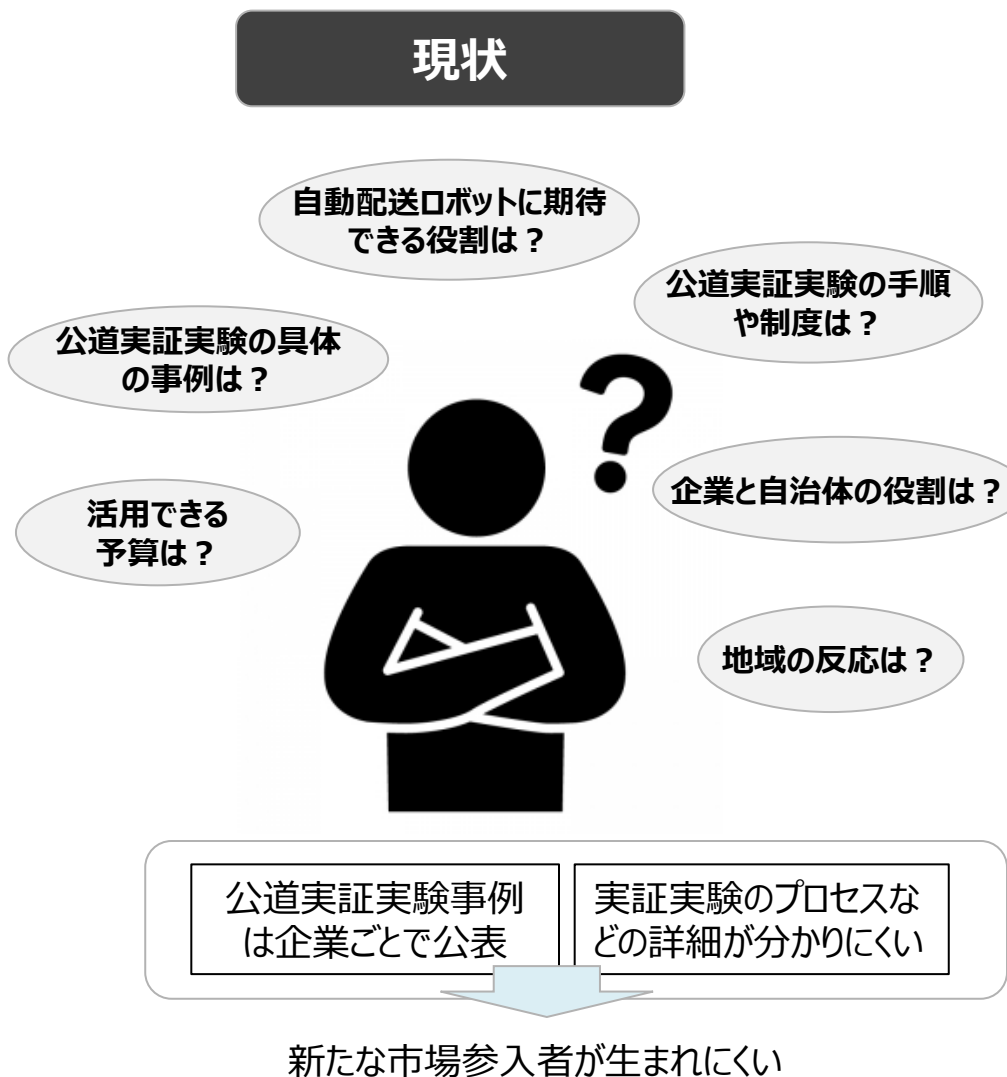 現状
自動配送ロボットに期待
できる役割は？
公道実証実験の手順
や制度は？
公道実証実験の具体
の事例は？
企業と自治体の役割は？
活用できる
予算は？
地域の反応は？
公道実証実験事例
は企業ごとで公表
実証実験のプロセスな
どの詳細が分かりにくい
新たな市場参入者が生まれにくい